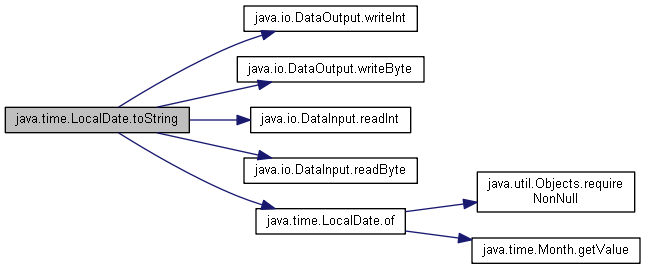 java.io.DataOutput.writeInt
java.io.DataOutput.writeByte
java.time.LocalDate.toString
java.io.DataInput.readInt
java.io.DataInput.readByte
java.time.LocalDate.of
java.util.Objects.require
NonNull
java.time.Month.getValue